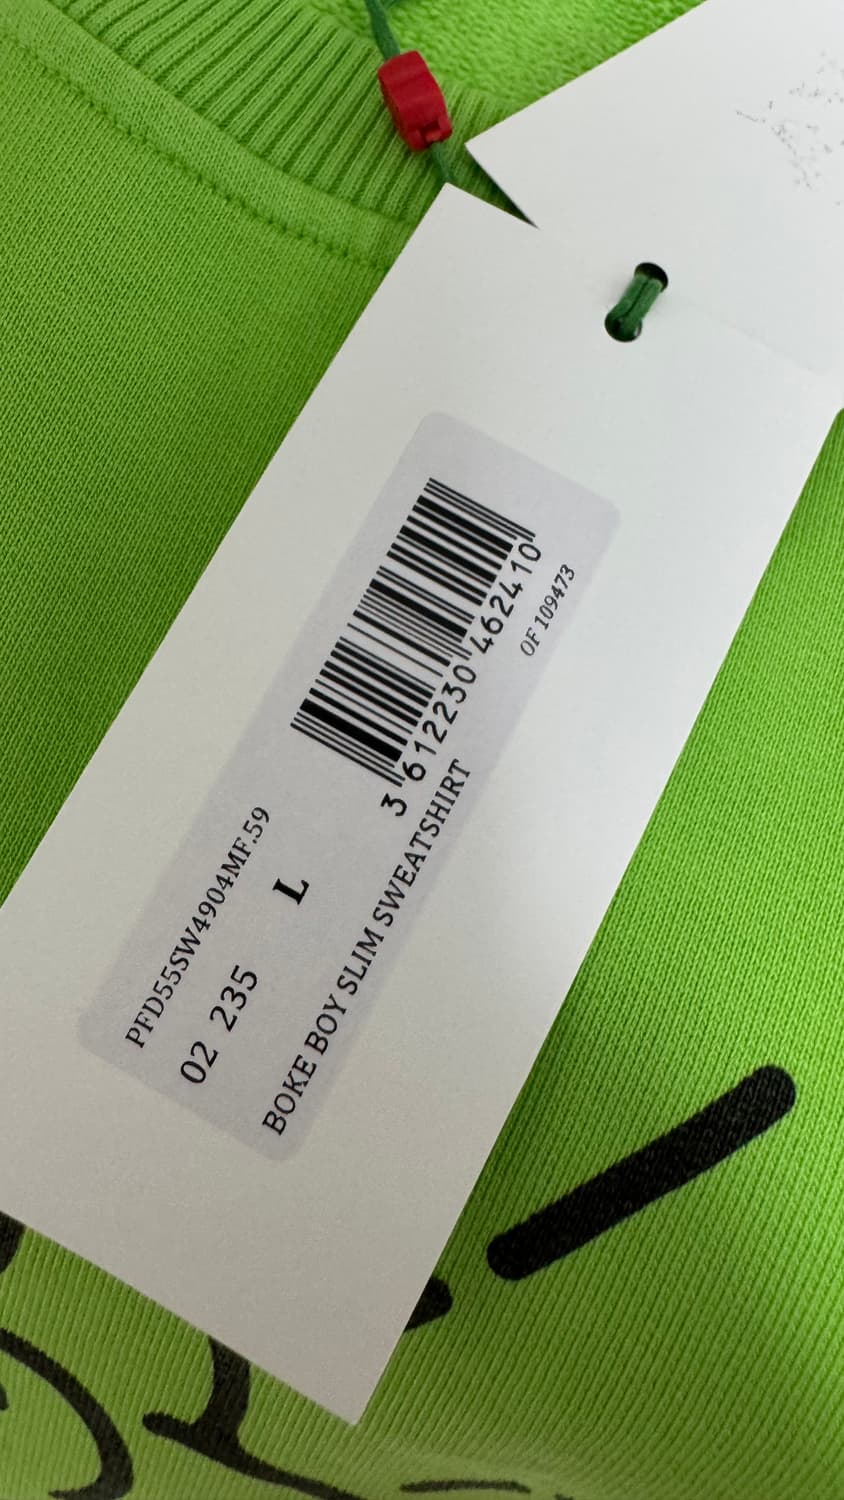 PFD55SW4904MF.59
02 235 L
BOKE BOY SLIM SWEATSHIRT
3 612230 462410
OF 109473